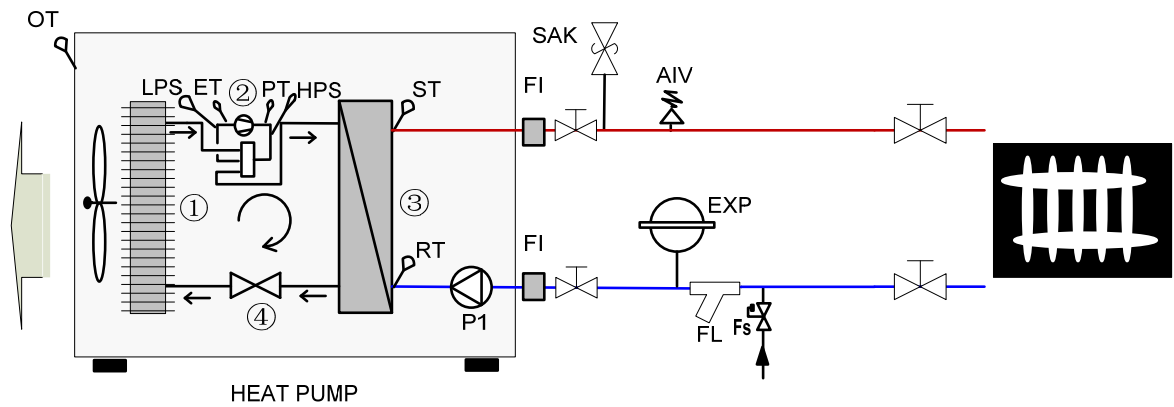 OT
SAK
LPS ET ② PT HPS ST FI AIV
① ③ EXP
RT FI
④ P1 FL Fs
HEAT PUMP